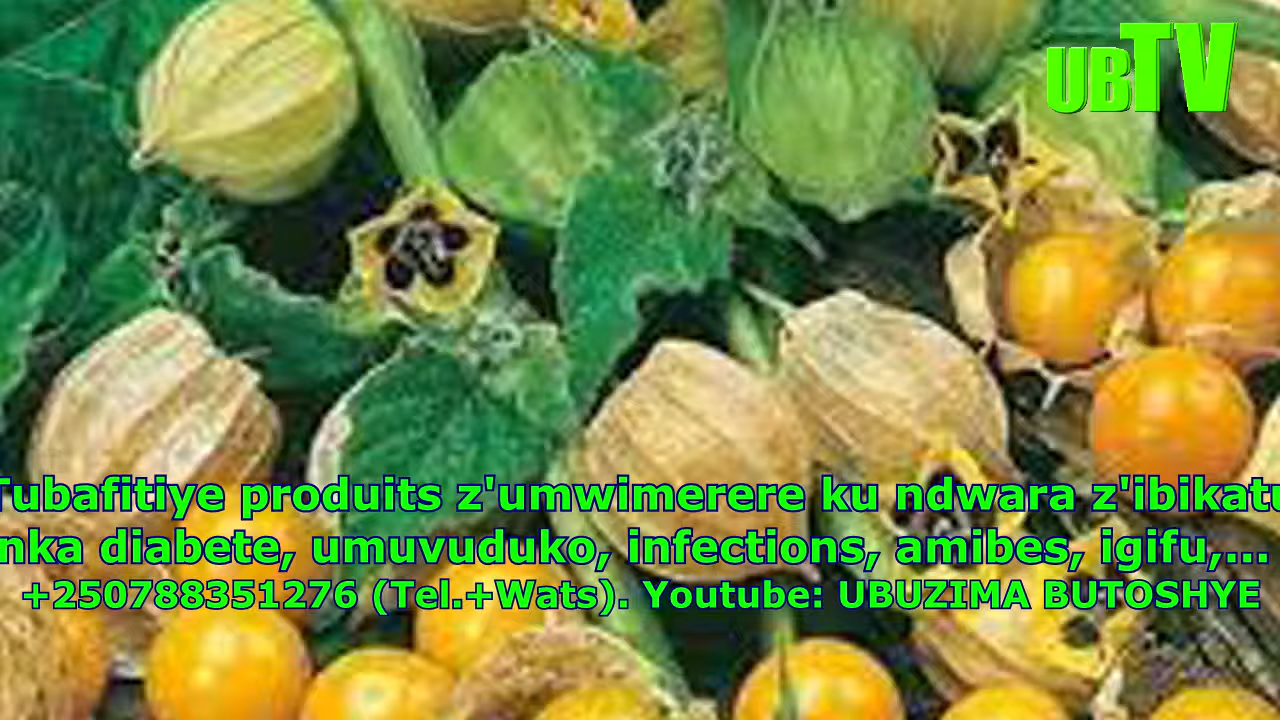 UBTV
Tubafitiye produits z'umwimerere ku ndwara z'ibikatu
nka diabete, umuvuduko, infections, amibes, igifu,...
+250788351276 (Tel.+Wats). Youtube: UBUZIMA BUTOSHYE